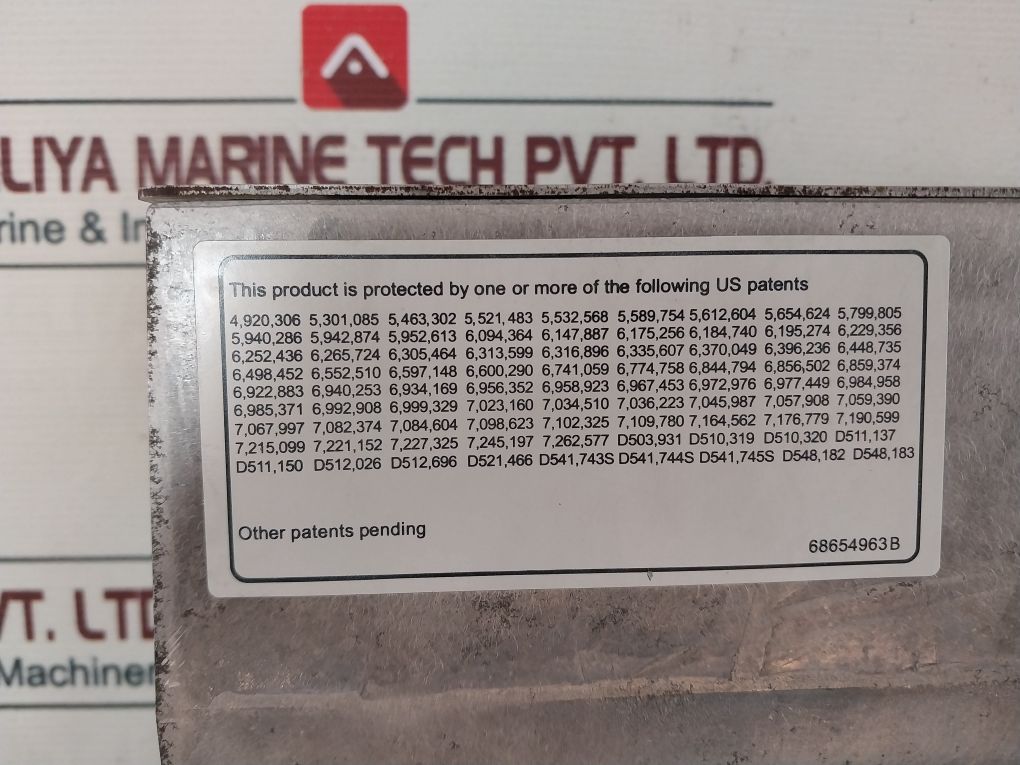 LIYA MARINE TECH PVT. LTD.
rine & In
This product is protected by one or more of the following US patents
4,920,306 5,301,085 5,463,302 5,521,483 5,532,568 5,589,754 5,612,604 5,654,624 5,799,805
5,940,286 5,942,874 5,952,613 6,094,364 6,147,887 6,175,256 6,184,740 6,195,274 6,229,356
6,252,436 6,265,724 6,305,464 6,313,599 6,316,896 6,335,607 6,370,049 6,396,236 6,448,735
6,498,452 6,552,510 6,597,148 6,600,290 6,741,059 6,774,758 6,844,794 6,856,502 6,859,374
6,922,883 6,940,253 6,934,169 6,956,352 6,958,923 6,967,453 6,972,976 6,977,449 6,984,958
6,985,371 6,992,908 6,999,329 7,023,160 7,034,510 7,036,223 7,045,987 7,057,908 7,059,390
7,067,997 7,082,374 7,084,604 7,098,623 7,102,325 7,109,780 7,164,562 7,176,779 7,190,599
7,215,099 7,221,152 7,227,325 7,245,197 7,262,577 D503,931 D510,319 D510,320 D511,137
D511,150 D512,026 D512,696 D521,466 D541,743S D541,744S D541,745S D548,182 D548,183
Other patents pending
68654963B
VT. LTD
Machiner